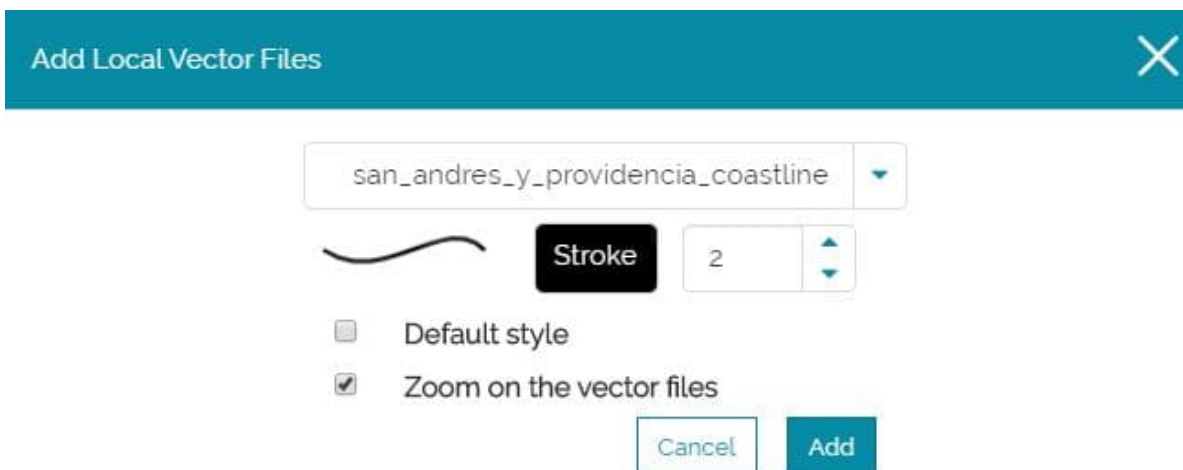 Add Local Vector Files
san_andres_y_providencia_coastline
Stroke 2
Default style
Zoom on the vector files
Cancel Add